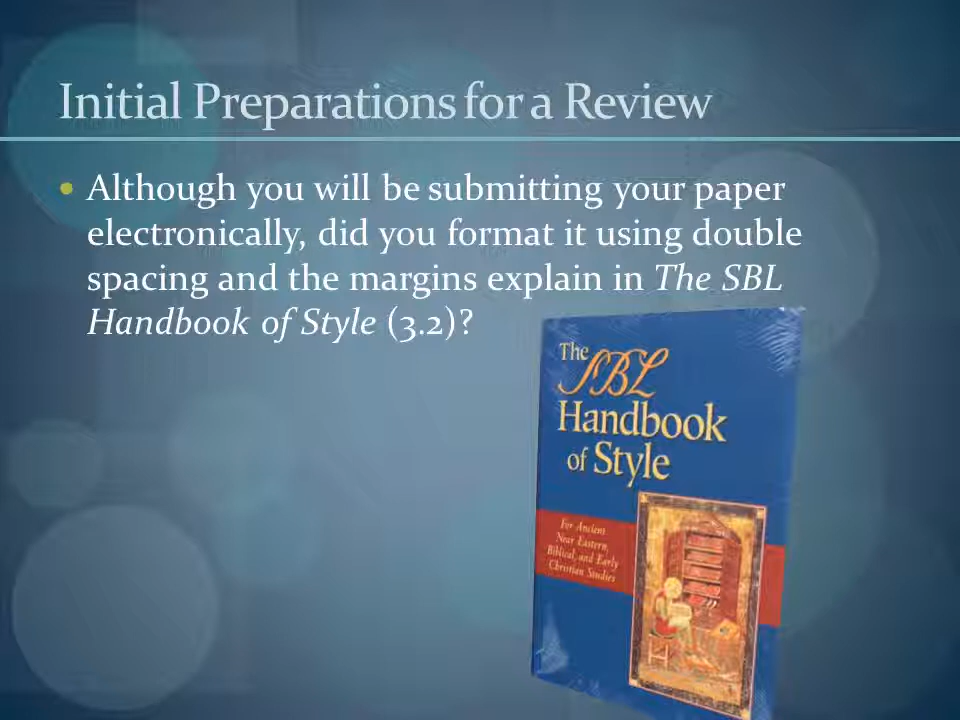 Initial Preparations for a Review
Although you will be submitting your paper
electronically, did you format it using double
spacing and the margins explain in The SBL
Handbook of Style (3.2)?
The
SBL
Handbook
of Style
For Ancient
Near Eastern,
Biblical, and Early
Christian Studies